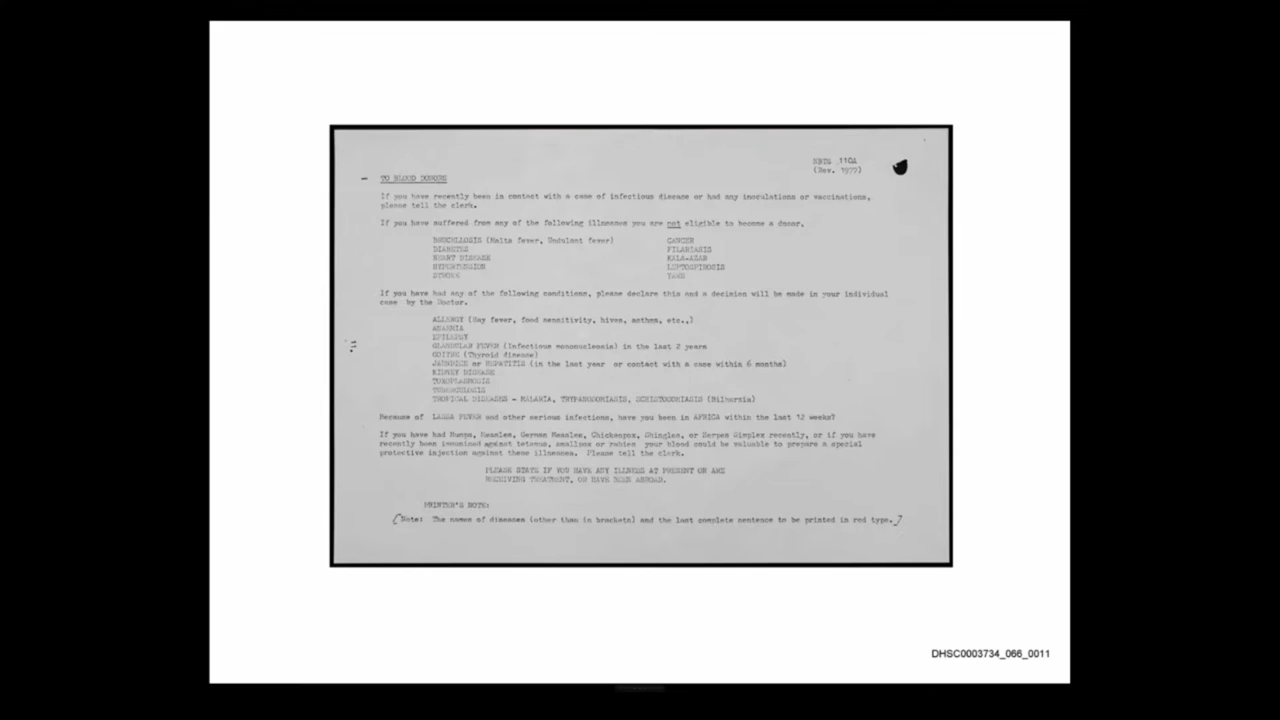 NBTS 110A
(Rev. 1977)
TO BLOOD DONORS
If you have recently been in contact with a case of infectious disease or had any inoculations or vaccinations,
please tell the clerk.
If you have suffered from any of the following illnesses you are not eligible to become a donor.
BRUCELLOSIS (Malta fever, Undulant fever) CANCER
DIABETES FILARIASIS
HEART DISEASE KALA-AZAR
HYPERTENSION LEPTOSPIROSIS
STROKE YAWS
If you have had any of the following conditions, please declare this and a decision will be made in your individual
case by the Doctor.
ALLERGY (Hay fever, food sensitivity, hives, asthma, etc.,)
ANAEMIA
EPILEPSY
GLANDULAR FEVER (Infectious mononucleosis) in the last 2 years
GOITRE (Thyroid disease)
JAUNDICE or HEPATITIS (in the last year or contact with a case within 6 months)
KIDNEY DISEASE
TOXOPLASMOSIS
TUBERCULOSIS
TROPICAL DISEASES - MALARIA, TRYPANOSOMIASIS, SCHISTOSOMIASIS (Bilharzia)
Because of LASSA FEVER and other serious infections, have you been in AFRICA within the last 12 weeks?
If you have had Mumps, Measles, German Measles, Chickenpox, Shingles, or Herpes Simplex recently, or if you have
recently been immunised against tetanus, smallpox or rabies your blood could be valuable to prepare a special
protective injection against these illnesses. Please tell the clerk.
PLEASE STATE IF YOU HAVE ANY ILLNESS AT PRESENT OR ARE
RECEIVING TREATMENT, OR HAVE BEEN ABROAD.
PRINTER'S NOTE:
(Note: The names of diseases (other than in brackets) and the last complete sentence to be printed in red type.)
DHSC0003734_066_0011